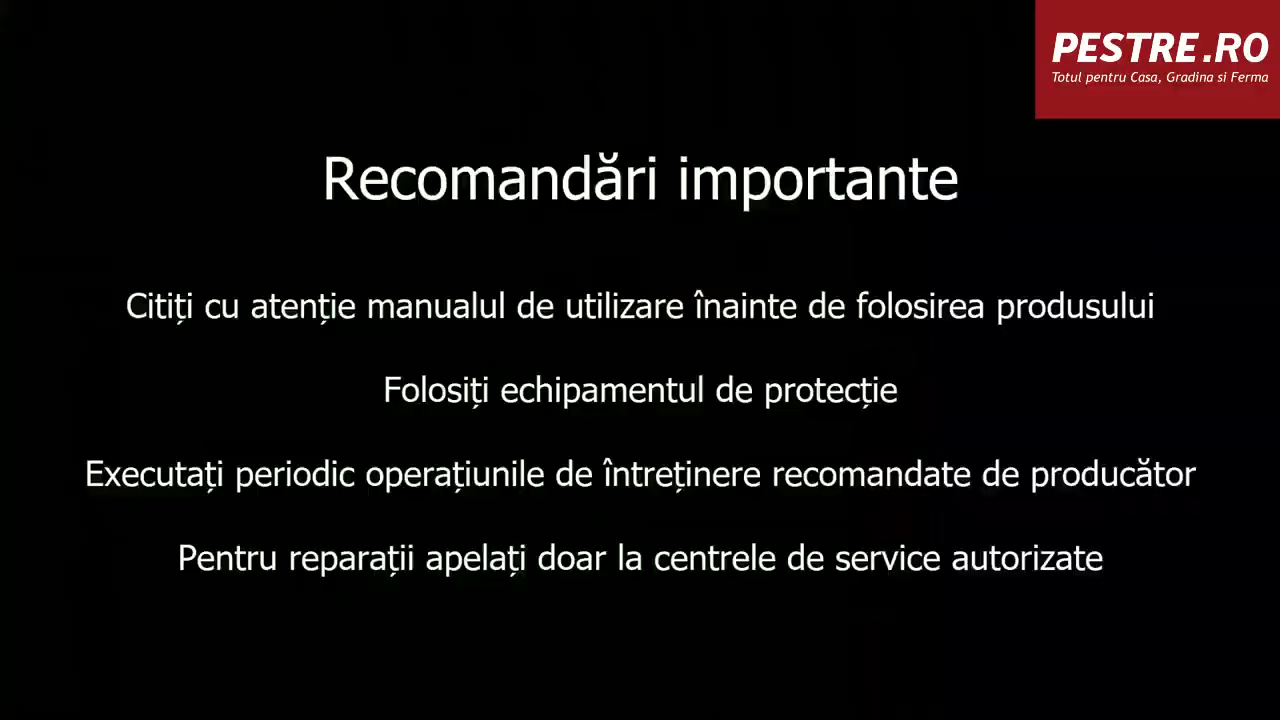 PESTRE.RO
Totul pentru Casa, Gradina si Ferma
Recomandări importante
Citiți cu atenție manualul de utilizare înainte de folosirea produsului
Folosiți echipamentul de protecție
Executați periodic operațiunile de întreținere recomandate de producător
Pentru reparații apelați doar la centrele de service autorizate